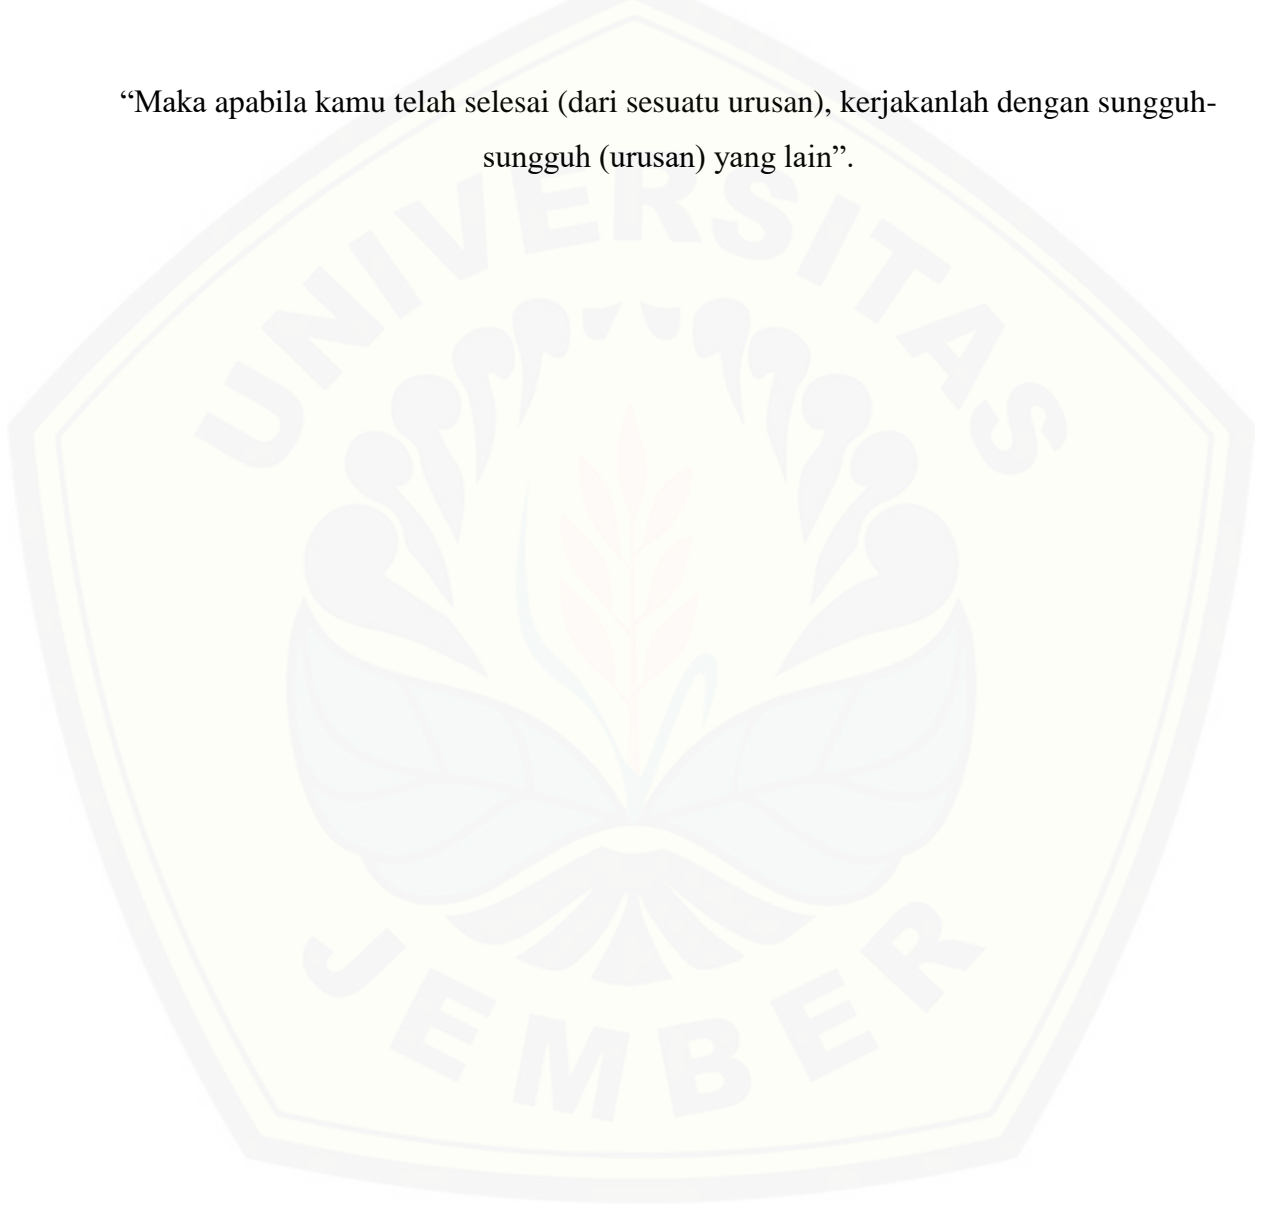 “Maka apabila kamu telah selesai (dari sesuatu urusan), kerjakanlah dengan sungguh-
sungguh (urusan) yang lain”.
UNIVERSITAS
JEMBER